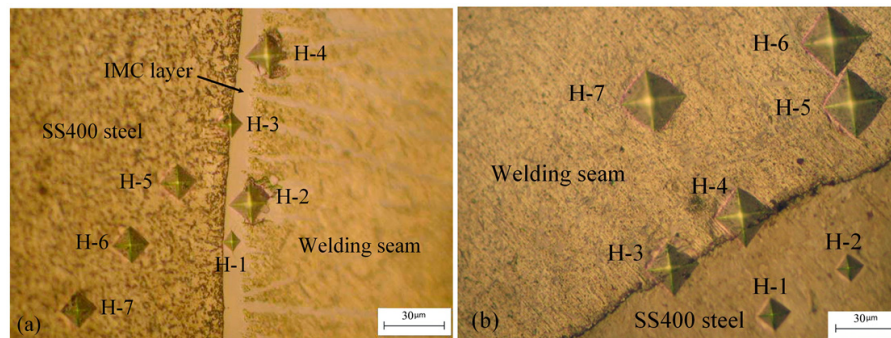 H-4
IMC layer
H-3
SS400 steel
H-5
H-2
H-6
Welding seam
H-1
H-7
(a)
30μm
H-6
H-7
H-5
Welding seam
H-4
H-3
H-2
H-1
SS400 steel
(b)
30μm